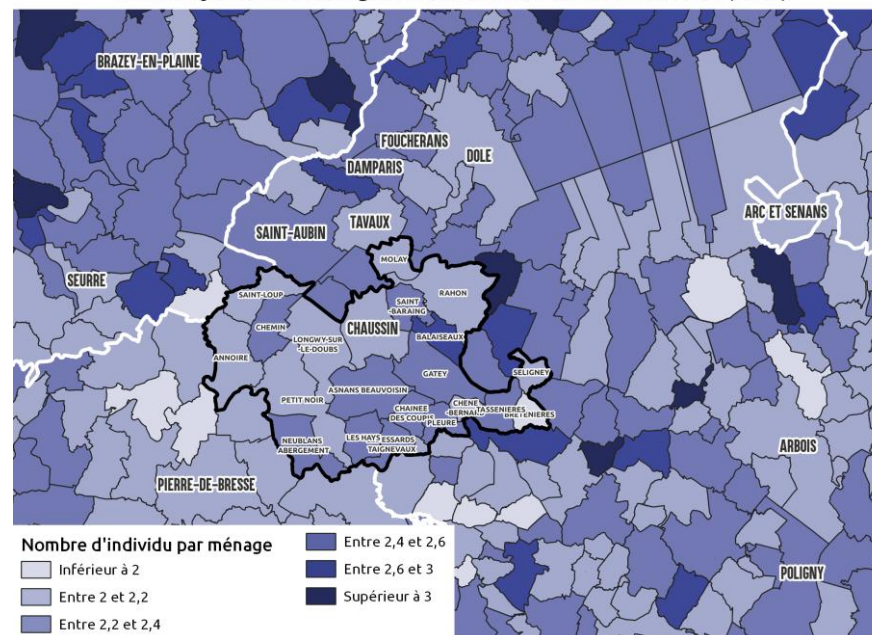 BRAZEY-EN-PLAINE
FOUCHERANS
DOLE
DAMPARIS
ARC ET SENANS
TAVAUX
SAINT-AUBIN
MOLAY
SEURRE
RAHON
SAINT-LOUP
SAINT
-BARAING
CHEMIN
CHAUSSIN
LONGWY-SUR
-LE-DOUBS
BALAISEAUX
ANNOIRE
GATEY
SELIGNEY
ASNANS BEAUVOISIN
PETIT NOIR
CHENE
-BERNARD
TASSENIERES
BRETENIERES
CHAINEE
DES COUPIS
PLEURE
NEUBLANS
ABERGEMENT
LES HAYS
ESSARDS
TAIGNEVAUX
ARBOIS
PIERRE-DE-BRESSE
POLIGNY
Nombre d'individu par ménage
Inférieur à 2
Entre 2 et 2,2
Entre 2,2 et 2,4
Entre 2,4 et 2,6
Entre 2,6 et 3
Supérieur à 3